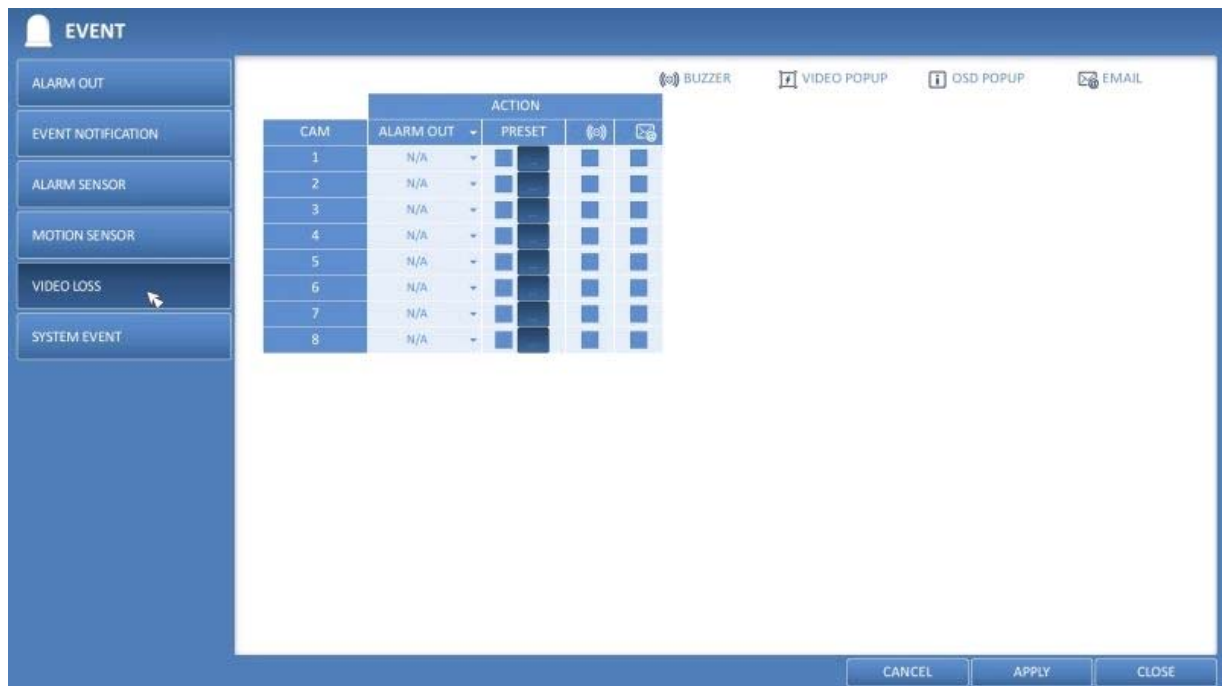 EVENT
ALARM OUT
EVENT NOTIFICATION
ALARM SENSOR
MOTION SENSOR
VIDEO LOSS
SYSTEM EVENT
BUZZER VIDEO POPUP OSD POPUP EMAIL
ACTION
CAM ALARM OUT PRESET
1 N/A ...
2 N/A ...
3 N/A ...
4 N/A ...
5 N/A ...
6 N/A ...
7 N/A ...
8 N/A ...
CANCEL APPLY CLOSE